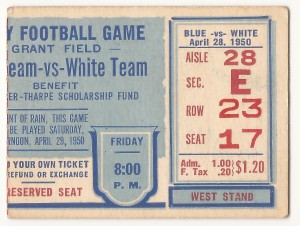 Y FOOTBALL GAME
GRANT FIELD -
eam-vs-White Team
BENEFIT
ER-THARPE SCHOLARSHIP FUND
ENT OF RAIN, THIS GAME
BE PLAYED SATURDAY,
ERNOON, APRIL 29, 1950
D YOUR OWN TICKET
REFUND OR EXCHANGE
RESERVED SEAT
FRIDAY
8:00
P. M.
BLUE -vs- WHITE
April 28, 1950
AISLE 28
SEC. E
ROW 23
SEAT 17
Adm. 1.00
F. Tax .20
$1.20
WEST STAND